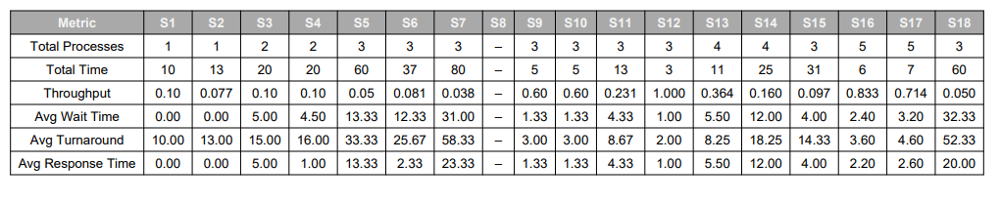 Metric S1 S2 S3 S4 S5 S6 S7 S8 S9 S10 S11 S12 S13 S14 S15 S16 S17 S18
Total Processes 1 1 2 2 3 3 3 – 3 3 3 3 4 4 3 5 5 3
Total Time 10 13 20 20 60 37 80 – 5 5 13 3 11 25 31 6 7 60
Throughput 0.10 0.077 0.10 0.10 0.05 0.081 0.038 – 0.60 0.60 0.231 1.000 0.364 0.160 0.097 0.833 0.714 0.050
Avg Wait Time 0.00 0.00 5.00 4.50 13.33 12.33 31.00 – 1.33 1.33 4.33 1.00 5.50 12.00 4.00 2.40 3.20 32.33
Avg Turnaround 10.00 13.00 15.00 16.00 33.33 25.67 58.33 – 3.00 3.00 8.67 2.00 8.25 18.25 14.33 3.60 4.60 52.33
Avg Response Time 0.00 0.00 5.00 1.00 13.33 2.33 23.33 – 1.33 1.33 4.33 1.00 5.50 12.00 4.00 2.20 2.60 20.00